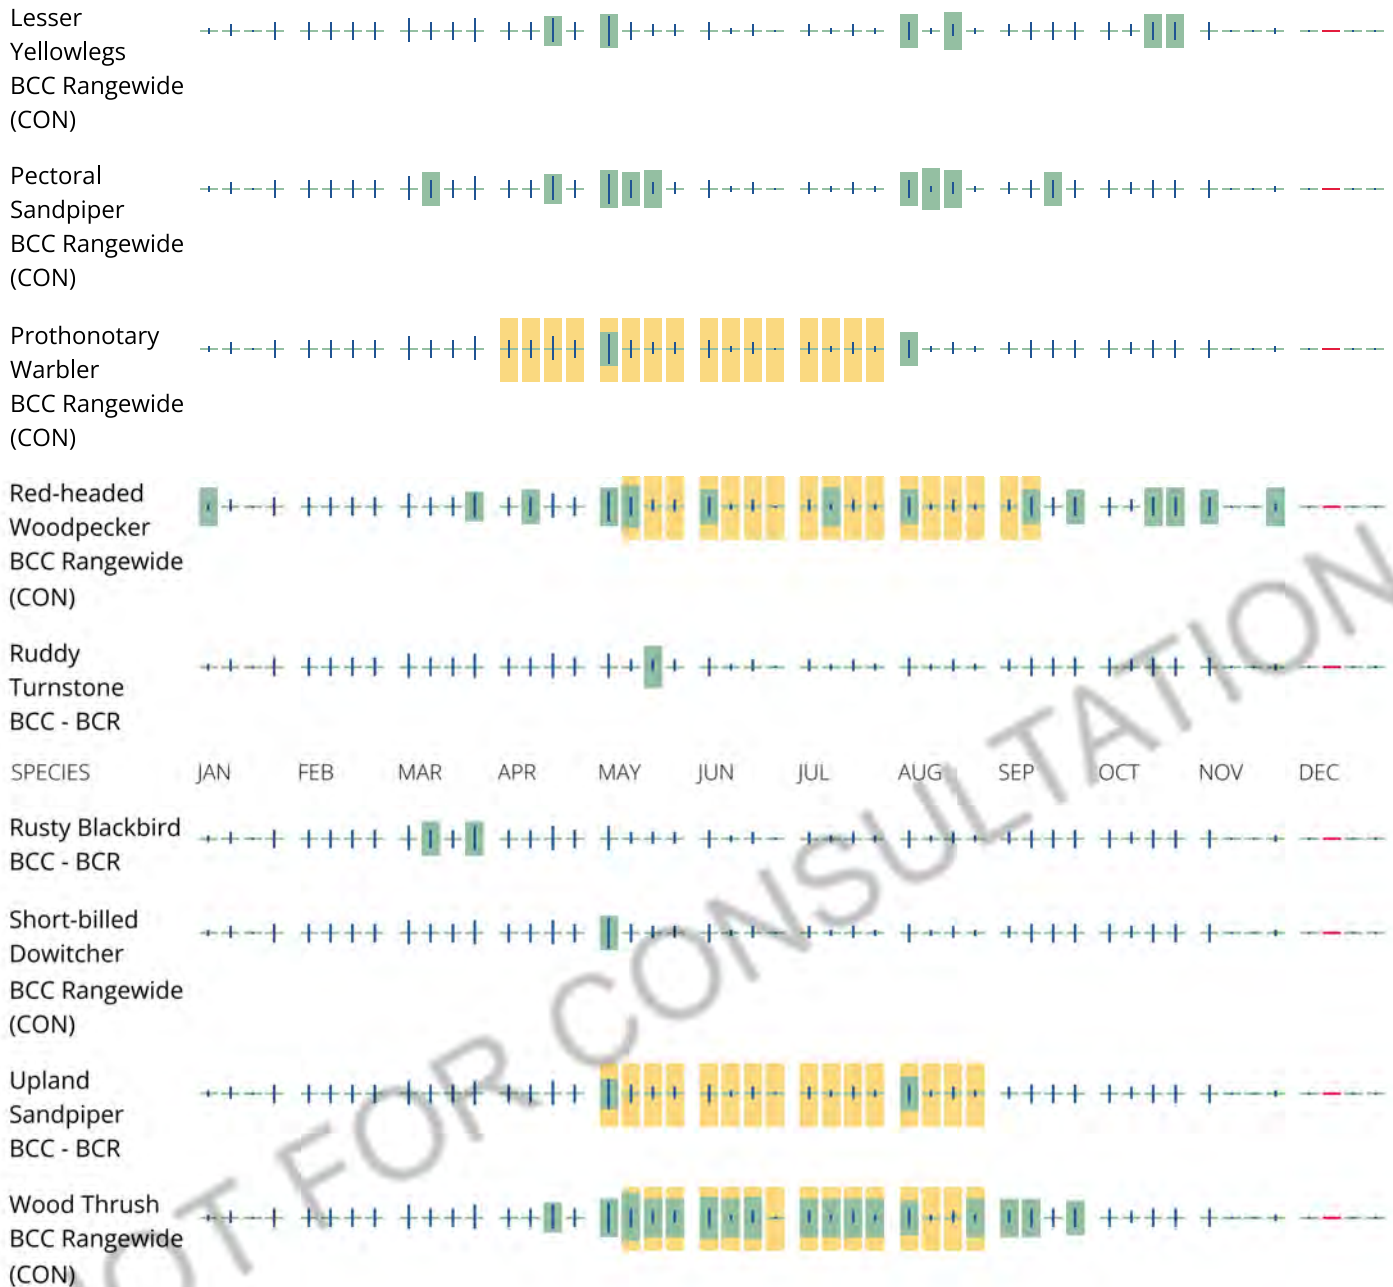 Lesser
Yellowlegs
BCC Rangewide
(CON)
Pectoral
Sandpiper
BCC Rangewide
(CON)
Prothonotary
Warbler
BCC Rangewide
(CON)
Red-headed
Woodpecker
BCC Rangewide
(CON)
Ruddy
Turnstone
BCC - BCR
SPECIES JAN FEB MAR APR MAY JUN JUL AUG SEP OCT NOV DEC
Rusty Blackbird
BCC - BCR
Short-billed
Dowitcher
BCC Rangewide
(CON)
Upland
Sandpiper
BCC - BCR
Wood Thrush
BCC Rangewide
(CON)
OT FOR CONSULTATION